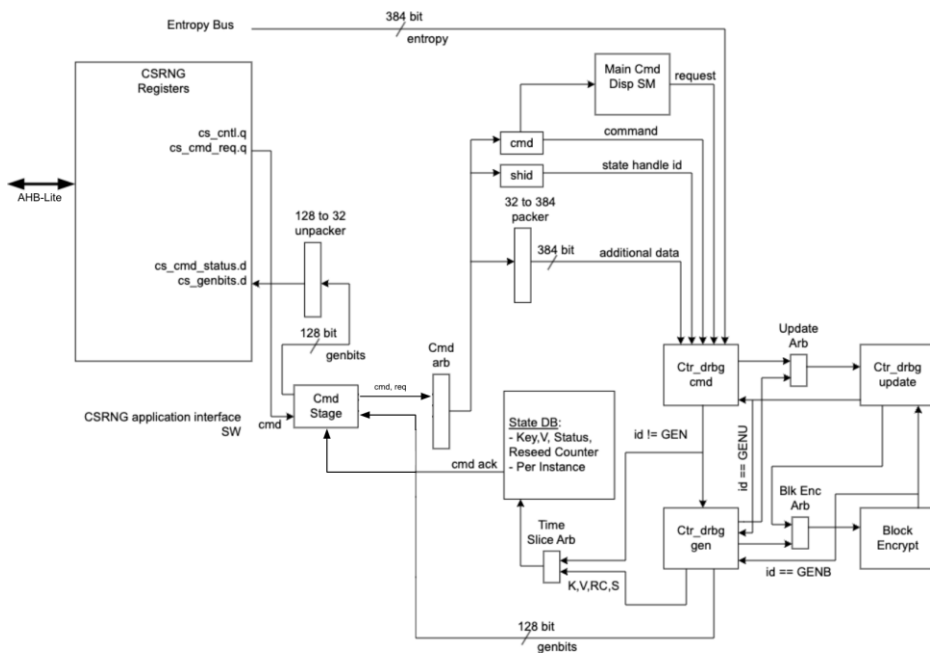 384 bit
Entropy Bus
entropy
CSRNG
Registers
Main Cmd
Disp SM
request
cs_cntl.q
cs_cmd_req.q
cmd
command
shid
state handle id
AHB-Lite
128 to 32
unpacker
32 to 384
packer
384 bit
additional data
cs_cmd_status.d
cs_genbits.d
128 bit
genbits
Cmd
arb
Update
Arb
Ctr_drbg
cmd
Ctr_drbg
update
cmd, req
Cmd
Stage
CSRNG application interface
SW
cmd
State DB:
- Key,V, Status,
Reseed Counter
- Per Instance
id != GEN
id == GENU
cmd ack
Blk Enc
Arb
Time
Slice Arb
Ctr_drbg
gen
Block
Encrypt
id == GENB
K,V,RC,S
128 bit
genbits